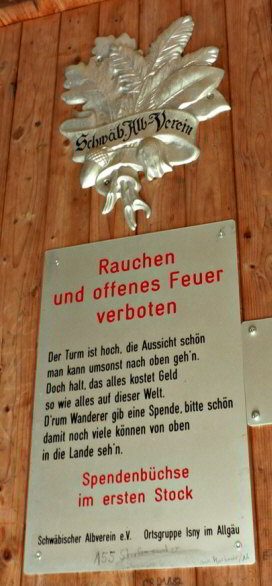 Schwäb. Alb-Verein
Rauchen
und offenes Feuer
verboten
Der Turm ist hoch, die Aussicht schön
man kann umsonst nach oben geh'n.
Doch halt, das alles kostet Geld
so wie alles auf dieser Welt.
D'rum Wanderer gib eine Spende, bitte schön
damit noch viele können von oben
in die Lande seh'n.
Spendenbüchse
im ersten Stock
Schwäbischer Albverein e.V. Ortsgruppe Isny im Allgäu
155